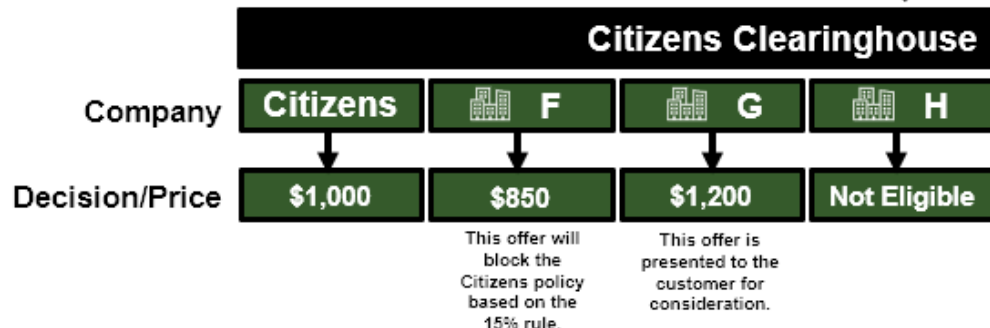 Citizens Clearinghouse
Company Citizens F G H
Decision/Price $1,000 $850 $1,200 Not Eligible
This offer will
block the
Citizens policy
based on the
15% rule.
This offer is
presented to the
customer for
consideration.